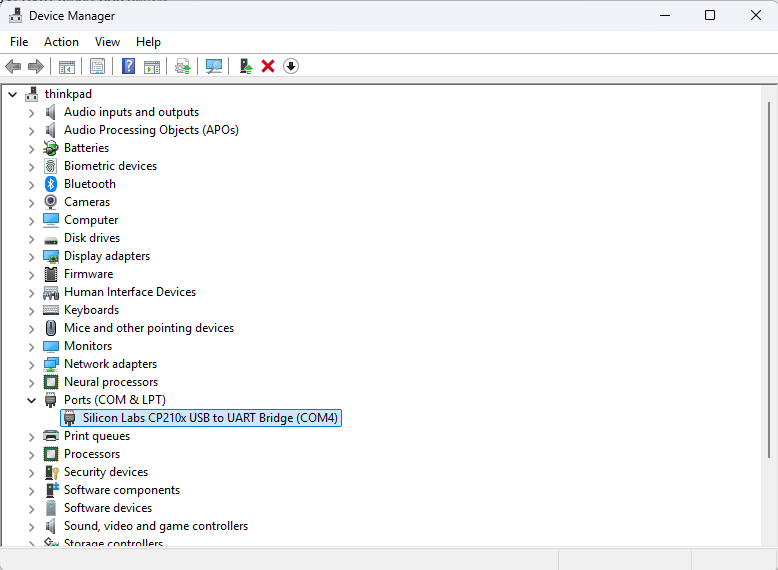 Device Manager
File Action View Help
thinkpad
Audio inputs and outputs
Audio Processing Objects (APOs)
Batteries
Biometric devices
Bluetooth
Cameras
Computer
Disk drives
Display adapters
Firmware
Human Interface Devices
Keyboards
Mice and other pointing devices
Monitors
Network adapters
Neural processors
Ports (COM & LPT)
Silicon Labs CP210x USB to UART Bridge (COM4)
Print queues
Processors
Security devices
Software components
Software devices
Sound, video and game controllers
Storage controllers